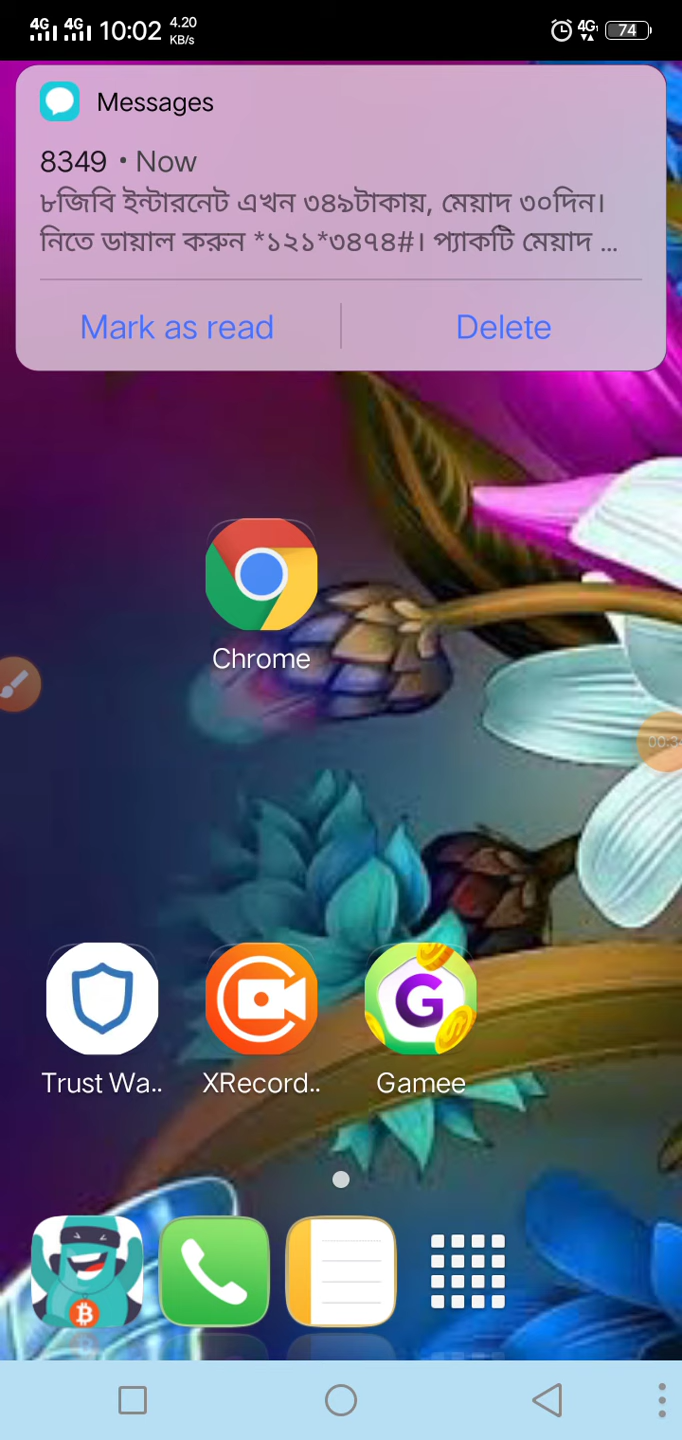 4G 4G 10:02 4.20
KB/s
4G 74
Messages
8349 • Now
৮জিবি ইন্টারনেট এখন ৩৪৯টাকায়, মেয়াদ ৩০দিন।
নিতে ডায়াল করুন *১২১*৩৪৭৪#। প্যাকটি মেয়াদ ...
Mark as read
Delete
Chrome
Trust Wa..
XRecord..
Gamee